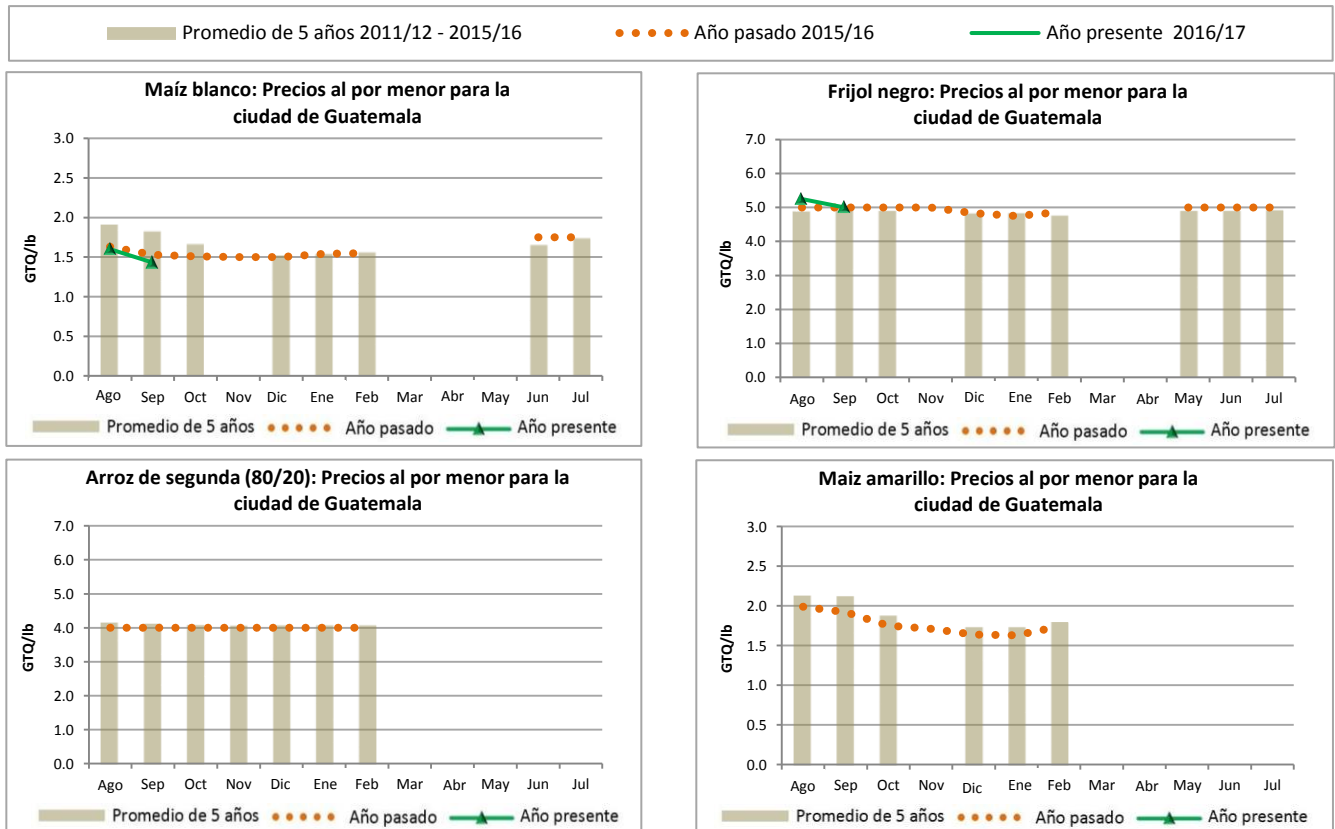 Promedio de 5 años 2011/12 - 2015/16 Año pasado 2015/16 Año presente 2016/17
Maíz blanco: Precios al por menor para la
ciudad de Guatemala
GTQ/lb
3.0
2.5
2.0
1.5
1.0
0.5
0.0
Ago Sep Oct Nov Dic Ene Feb Mar Abr May Jun Jul
Promedio de 5 años Año pasado Año presente
Frijol negro: Precios al por menor para la
ciudad de Guatemala
GTQ/lb
7.0
6.0
5.0
4.0
3.0
2.0
1.0
0.0
Ago Sep Oct Nov Dic Ene Feb Mar Abr May Jun Jul
Promedio de 5 años Año pasado Año presente
Arroz de segunda (80/20): Precios al por menor para la
ciudad de Guatemala
GTQ/lb
7.0
6.0
5.0
4.0
3.0
2.0
1.0
0.0
Ago Sep Oct Nov Dic Ene Feb Mar Abr May Jun Jul
Promedio de 5 años Año pasado Año presente
Maiz amarillo: Precios al por menor para la
ciudad de Guatemala
GTQ/lb
3.0
2.5
2.0
1.5
1.0
0.5
0.0
Ago Sep Oct Nov Dic Ene Feb Mar Abr May Jun Jul
Promedio de 5 años Año pasado Año presente